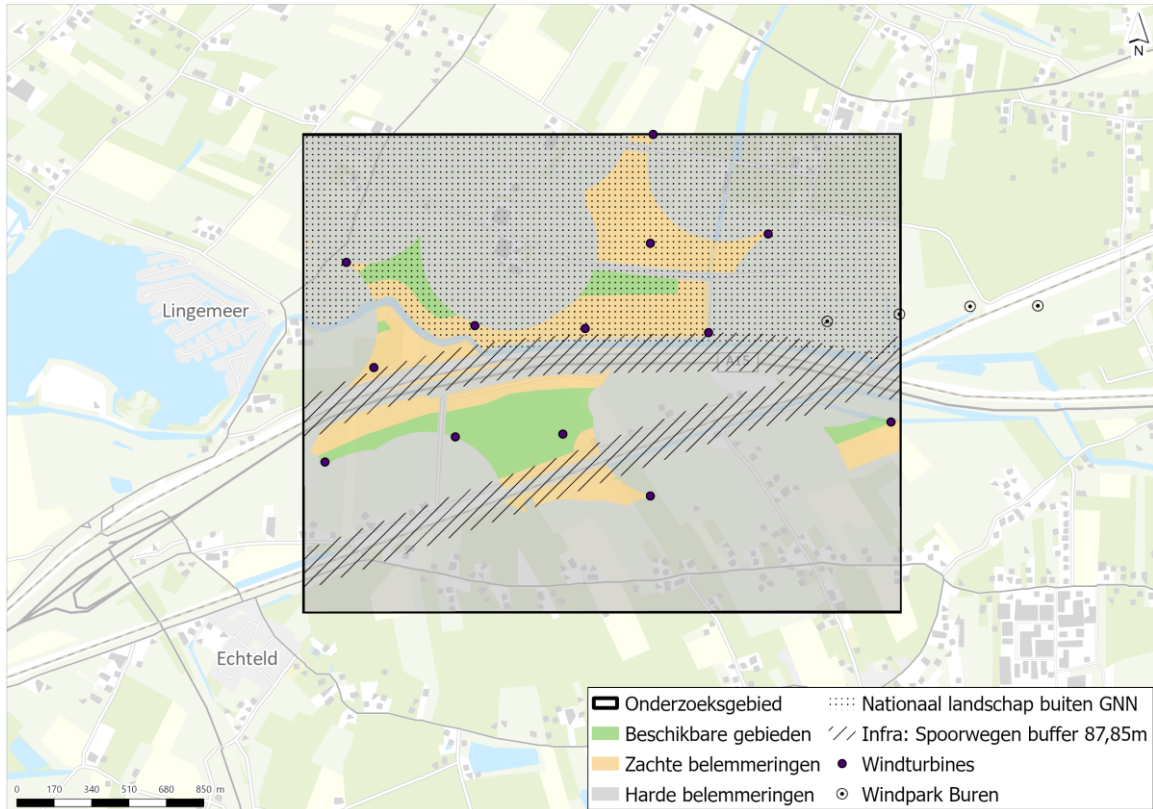 N
Lingemeer
A15
Echteld
Onderzoeksgebied
Beschikbare gebieden
Zachte belemmeringen
Harde belemmeringen
Nationaal landschap buiten GNN
Infra: Spoorwegen buffer 87,85m
Windturbines
Windpark Buren
0 170 340 510 680 850 m